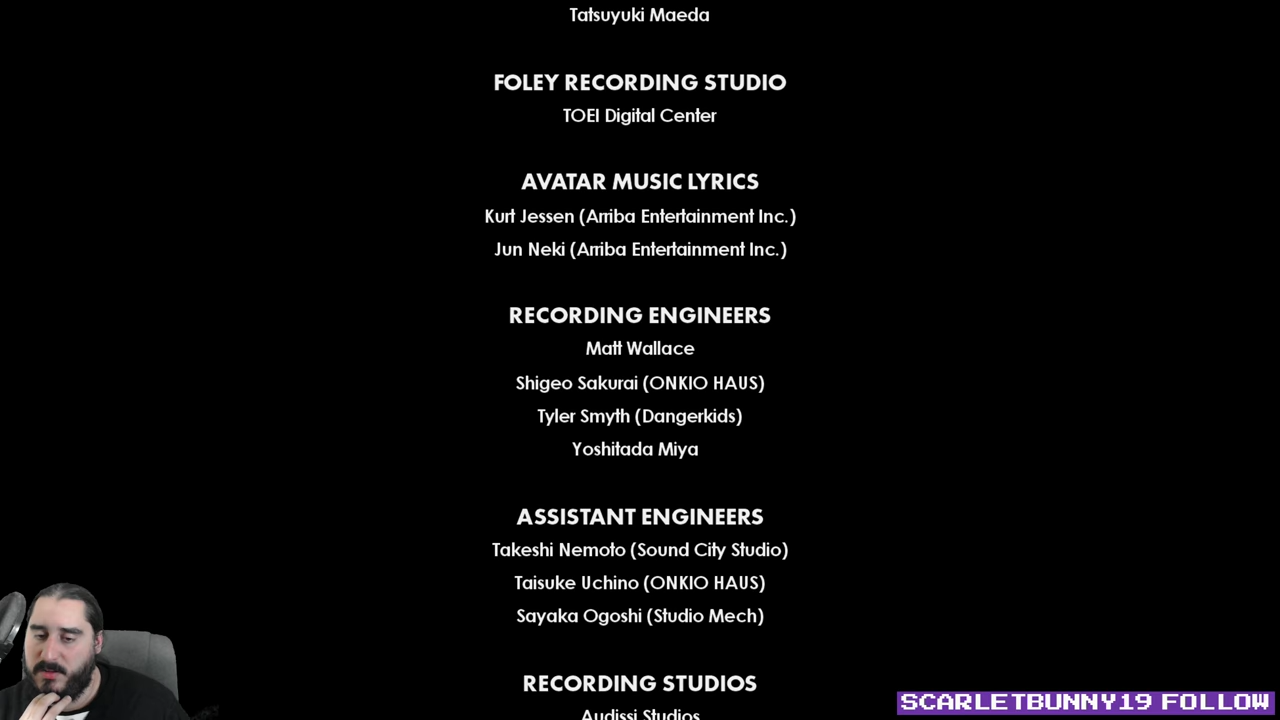 Tatsuyuki Maeda
FOLEY RECORDING STUDIO
TOEI Digital Center
AVATAR MUSIC LYRICS
Kurt Jessen (Arriba Entertainment Inc.)
Jun Neki (Arriba Entertainment Inc.)
RECORDING ENGINEERS
Matt Wallace
Shigeo Sakurai (ONKIO HAUS)
Tyler Smyth (Dangerkids)
Yoshitada Miya
ASSISTANT ENGINEERS
Takeshi Nemoto (Sound City Studio)
Taisuke Uchino (ONKIO HAUS)
Sayaka Ogoshi (Studio Mech)
RECORDING STUDIOS
Audissi Studios
SCARLETBUNNY19 FOLLOW